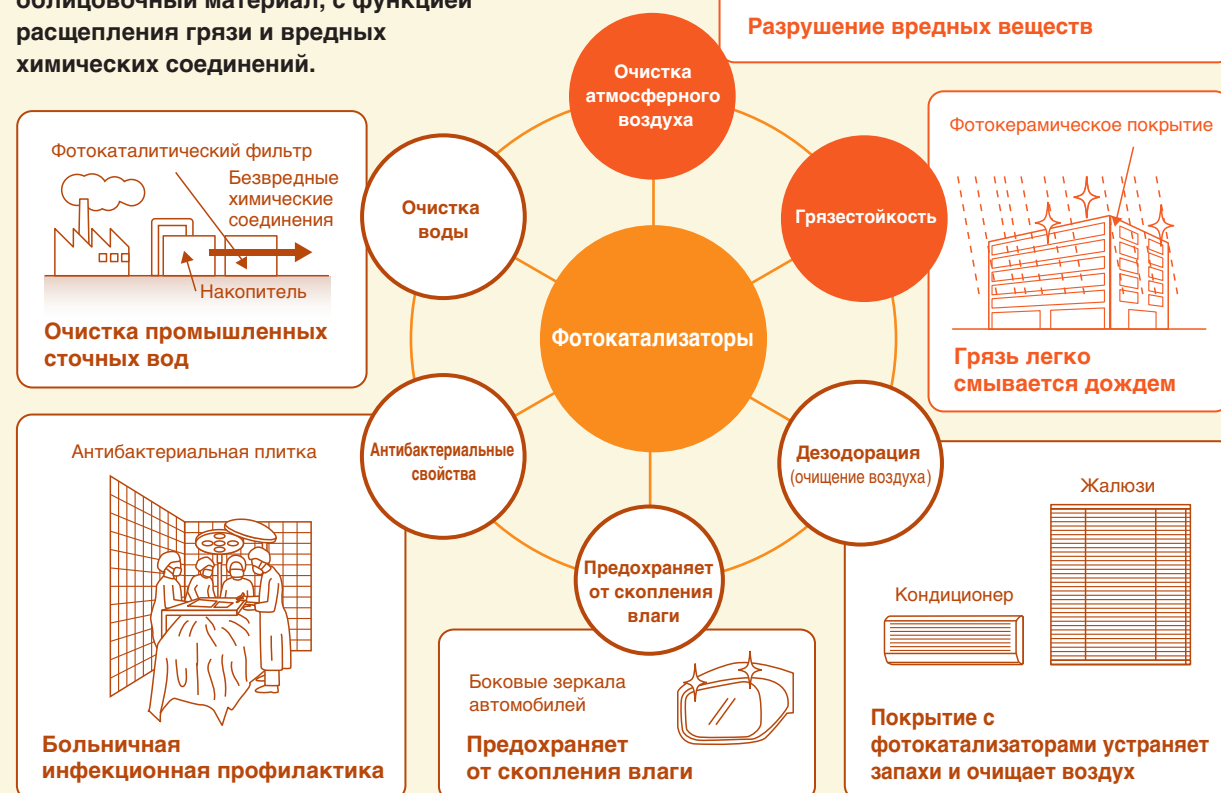 облицовочный материал, с функцией
расщепления грязи и вредных
химических соединений.
Разрушение вредных веществ
Очистка
атмосферного
воздуха
Фотокаталитический фильтр
Безвредные
химические
соединения
Накопитель
Очистка промышленных
сточных вод
Очистка
воды
Грязестойкость
Фотокерамическое покрытие
Грязь легко
смывается дождем
Фотокатализаторы
Антибактериальная плитка
Больничная
инфекционная профилактика
Антибактериальные
свойства
Предохраняет
от скопления
влаги
Боковые зеркала
автомобилей
Предохраняет
от скопления влаги
Дезодорация
(очищение воздуха)
Жалюзи
Кондиционер
Покрытие с
фотокатализаторами устраняет
запахи и очищает воздух